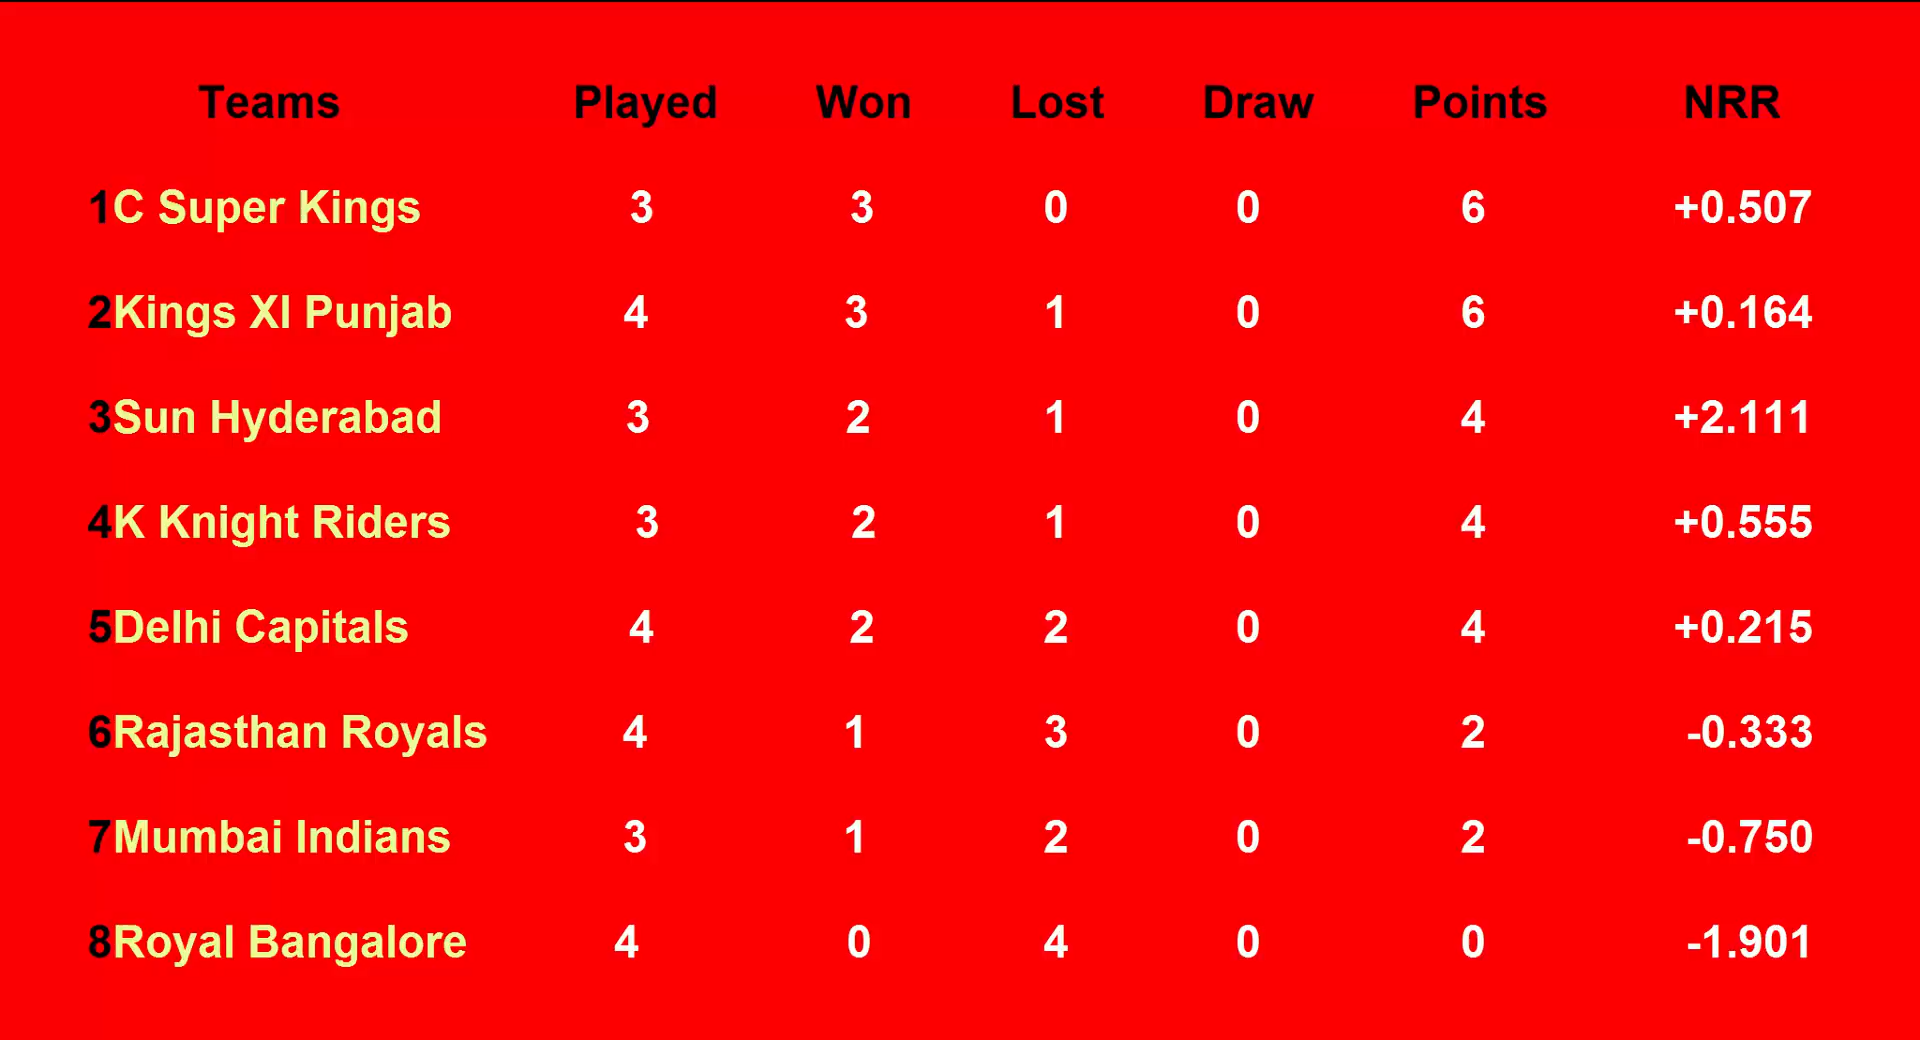 Teams Played Won Lost Draw Points NRR
1C Super Kings 3 3 0 0 6 +0.507
2Kings XI Punjab 4 3 1 0 6 +0.164
3Sun Hyderabad 3 2 1 0 4 +2.111
4K Knight Riders 3 2 1 0 4 +0.555
5Delhi Capitals 4 2 2 0 4 +0.215
6Rajasthan Royals 4 1 3 0 2 -0.333
7Mumbai Indians 3 1 2 0 2 -0.750
8Royal Bangalore 4 0 4 0 0 -1.901